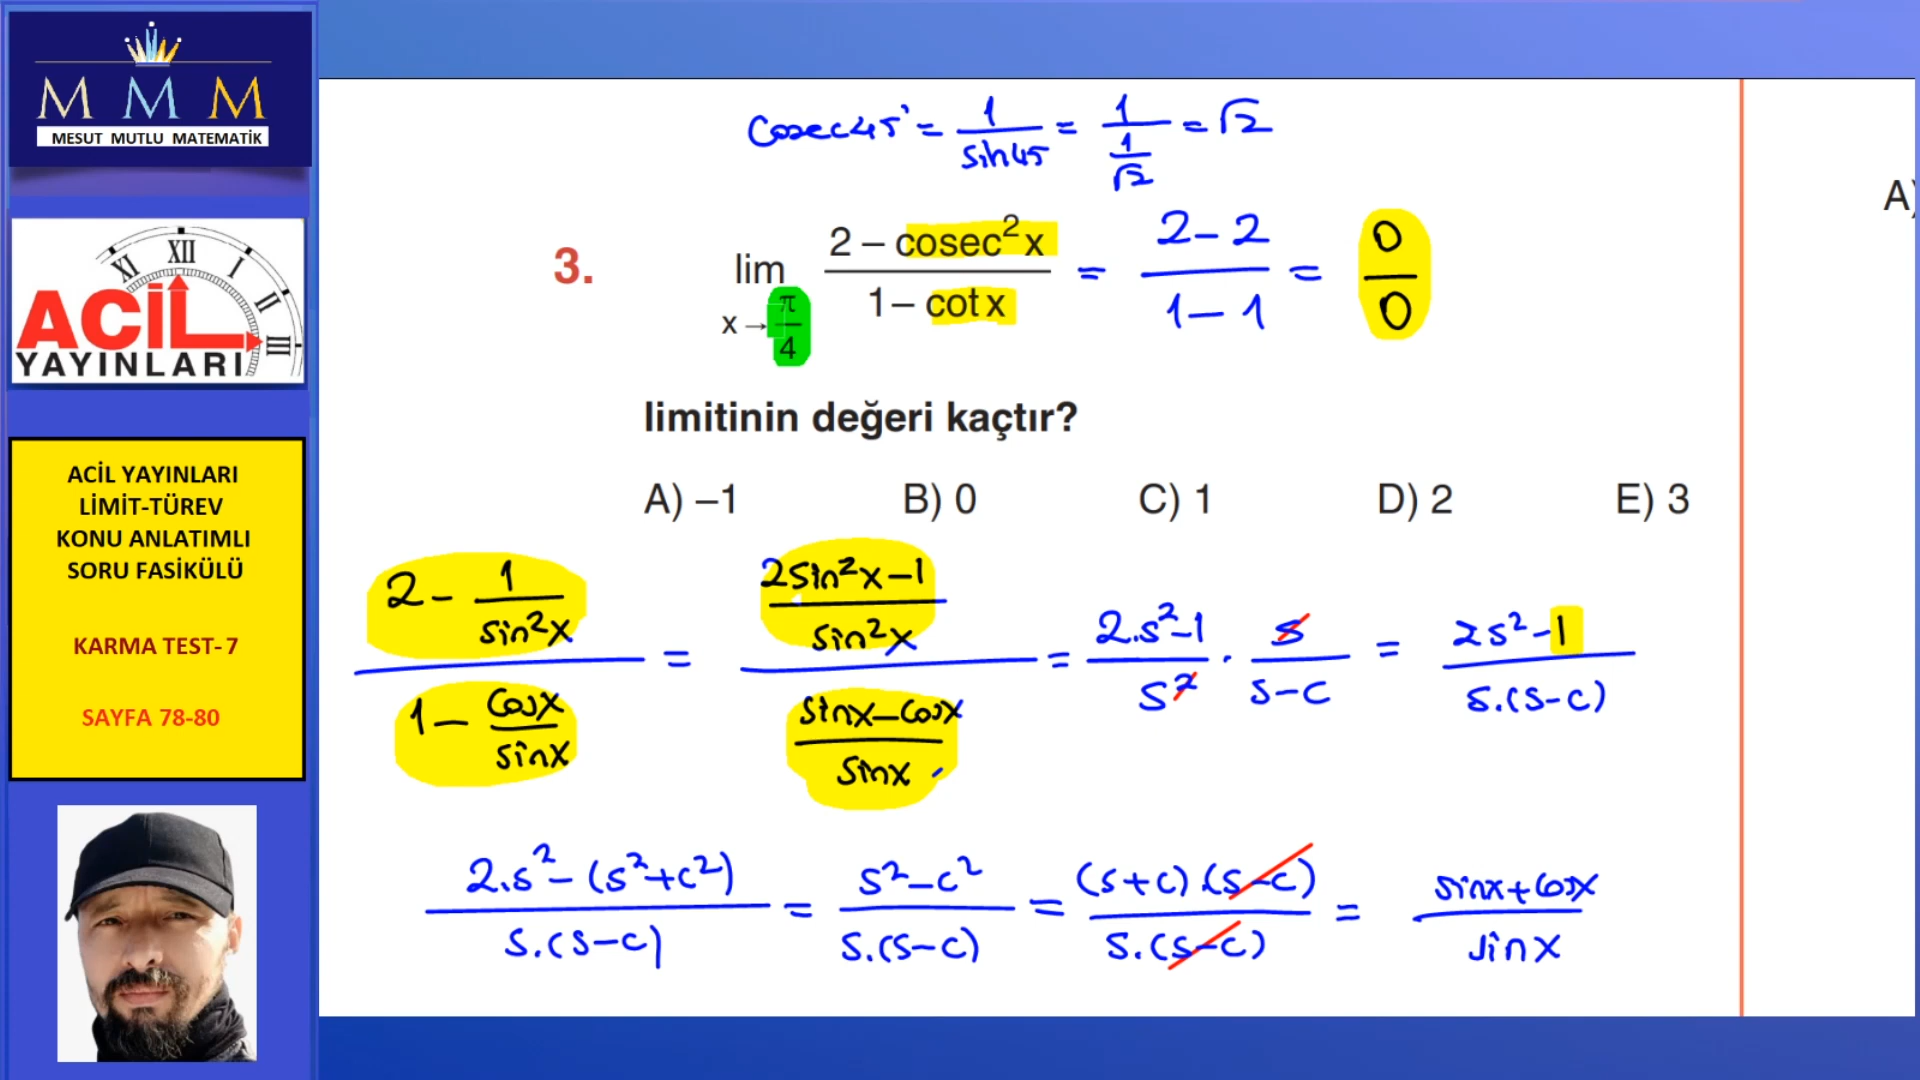 M M M
MESUT MUTLU MATEMATİK
XI XII I II III
ACİL
YAYINLARI
ACİL YAYINLARI
LİMİT-TÜREV
KONU ANLATIMLI
SORU FASİKÜLÜ
KARMA TEST- 7
SAYFA 78-80
Cosec45° = 1/sin45 = 1/(1/√2) = √2
3. lim x→π/4 (2 – cosec²x)/(1 – cot x) = (2-2)/(1-1) = 0/0
limitinin değeri kaçtır?
A) –1 B) 0 C) 1 D) 2 E) 3
(2 - 1/sin²x)/(1 - cosx/sinx) = ((2sin²x-1)/sin²x)/((sinx-cosx)/sinx) = (2.s²-1)/s² . s/(s-c) = (2s²-1)/(s.(s-c))
(2.s²-(s²+c²))/(s.(s-c)) = (s²-c²)/(s.(s-c)) = ((s+c).(s-c))/(s.(s-c)) = (sinx+cosx)/sinx
A)